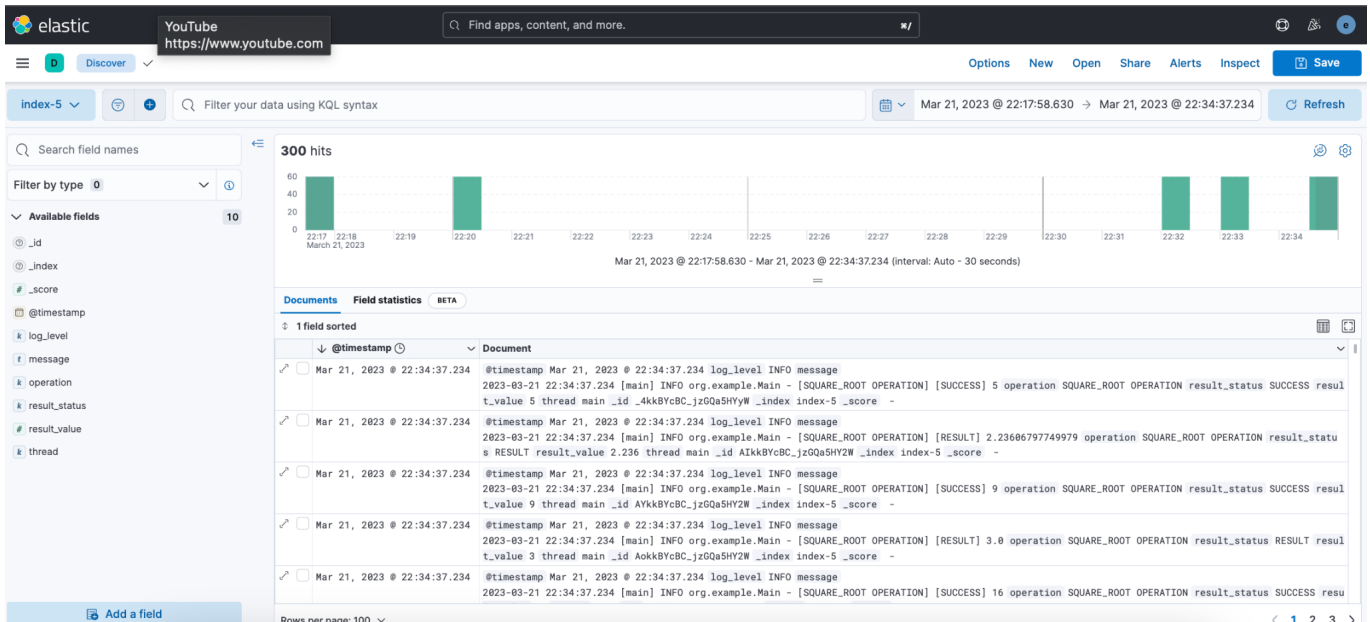 elastic
YouTube
https://www.youtube.com
Find apps, content, and more.
⌘/
e
D
Discover
Options New Open Share Alerts Inspect Save
index-5
Filter your data using KQL syntax
Mar 21, 2023 @ 22:17:58.630 → Mar 21, 2023 @ 22:34:37.234
Refresh
Search field names
Filter by type 0
Available fields 10
_id
_index
# _score
@timestamp
k log_level
t message
k operation
k result_status
# result_value
k thread
Add a field
300 hits
60
40
20
0
22:17 22:18 22:19 22:20 22:21 22:22 22:23 22:24 22:25 22:26 22:27 22:28 22:29 22:30 22:31 22:32 22:33 22:34
March 21, 2023
Mar 21, 2023 @ 22:17:58.630 - Mar 21, 2023 @ 22:34:37.234 (interval: Auto - 30 seconds)
Documents Field statistics BETA
1 field sorted
↓ @timestamp Document
Mar 21, 2023 @ 22:34:37.234 @timestamp Mar 21, 2023 @ 22:34:37.234 log_level INFO message
2023-03-21 22:34:37.234 [main] INFO org.example.Main - [SQUARE_ROOT OPERATION] [SUCCESS] 5 operation SQUARE_ROOT OPERATION result_status SUCCESS resul
t_value 5 thread main _id _4kkBYcBC_jzGQa5HYyW _index index-5 _score -
Mar 21, 2023 @ 22:34:37.234 @timestamp Mar 21, 2023 @ 22:34:37.234 log_level INFO message
2023-03-21 22:34:37.234 [main] INFO org.example.Main - [SQUARE_ROOT OPERATION] [RESULT] 2.23606797749979 operation SQUARE_ROOT OPERATION result_statu
s RESULT result_value 2.236 thread main _id AIkkBYcBC_jzGQa5HY2W _index index-5 _score -
Mar 21, 2023 @ 22:34:37.234 @timestamp Mar 21, 2023 @ 22:34:37.234 log_level INFO message
2023-03-21 22:34:37.234 [main] INFO org.example.Main - [SQUARE_ROOT OPERATION] [SUCCESS] 9 operation SQUARE_ROOT OPERATION result_status SUCCESS resul
t_value 9 thread main _id AYkkBYcBC_jzGQa5HY2W _index index-5 _score -
Mar 21, 2023 @ 22:34:37.234 @timestamp Mar 21, 2023 @ 22:34:37.234 log_level INFO message
2023-03-21 22:34:37.234 [main] INFO org.example.Main - [SQUARE_ROOT OPERATION] [RESULT] 3.0 operation SQUARE_ROOT OPERATION result_status RESULT resul
t_value 3 thread main _id AokkBYcBC_jzGQa5HY2W _index index-5 _score -
Mar 21, 2023 @ 22:34:37.234 @timestamp Mar 21, 2023 @ 22:34:37.234 log_level INFO message
2023-03-21 22:34:37.234 [main] INFO org.example.Main - [SQUARE_ROOT OPERATION] [SUCCESS] 16 operation SQUARE_ROOT OPERATION result_status SUCCESS resu
Rows per page: 100 1 2 3